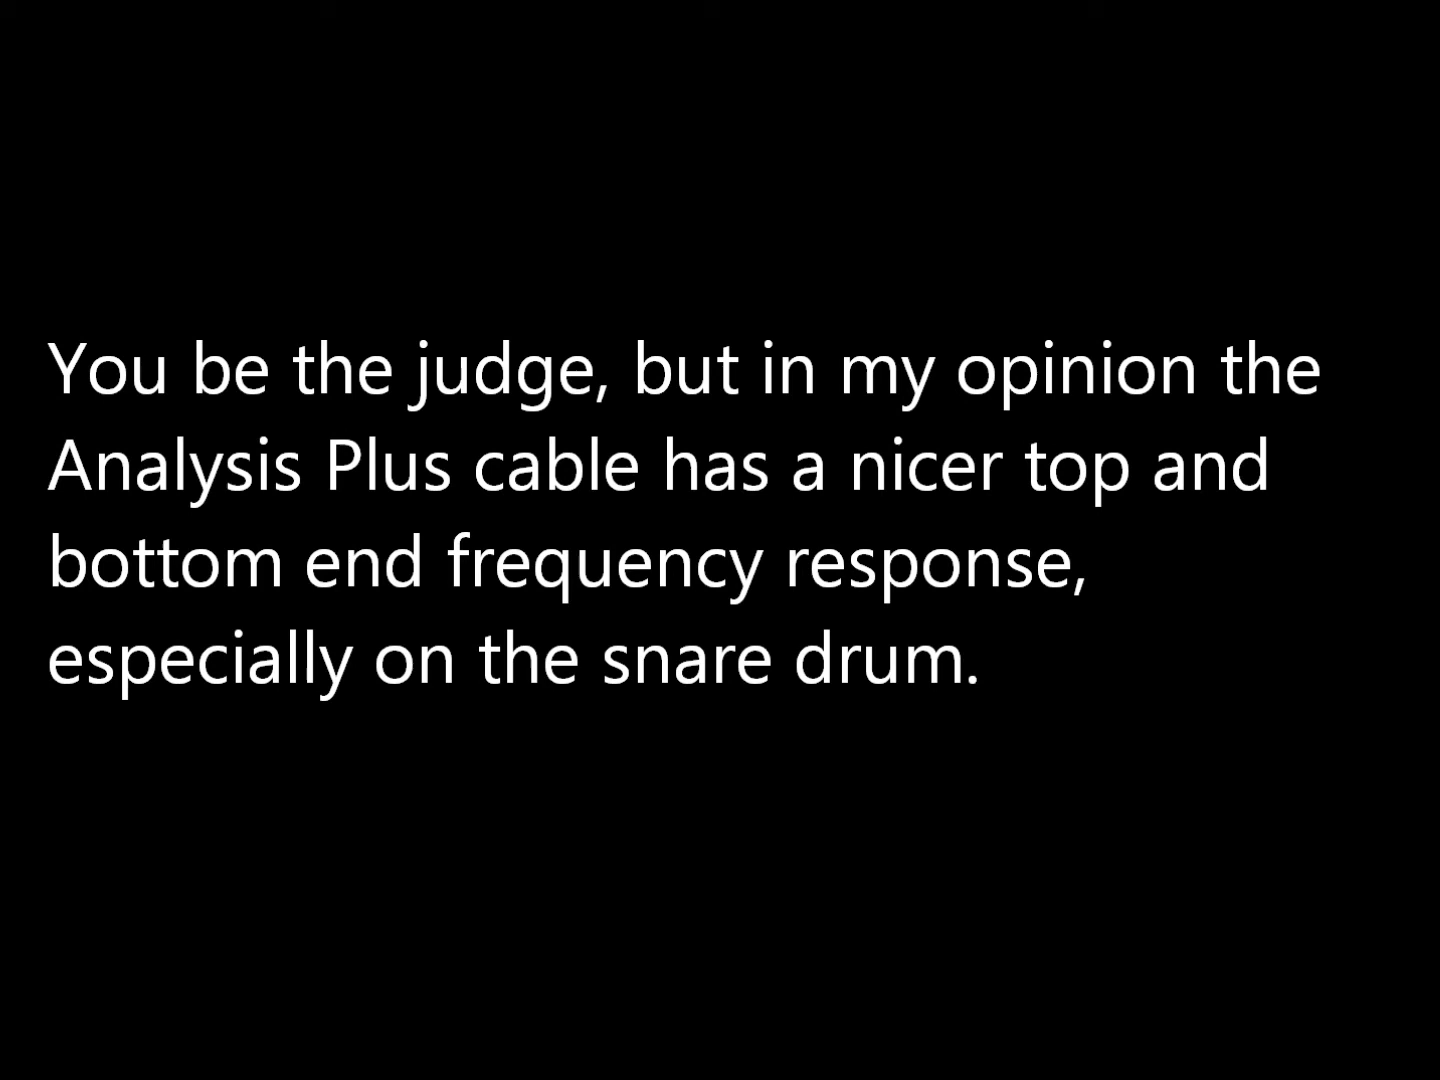 You be the judge, but in my opinion the
Analysis Plus cable has a nicer top and
bottom end frequency response,
especially on the snare drum.